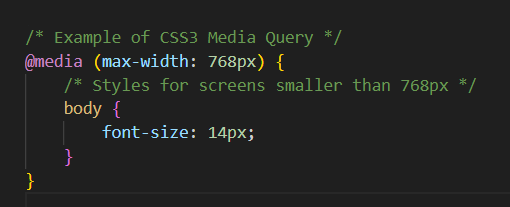 /* Example of CSS3 Media Query */
@media (max-width: 768px) {
    /* Styles for screens smaller than 768px */
    body {
        font-size: 14px;
    }
}